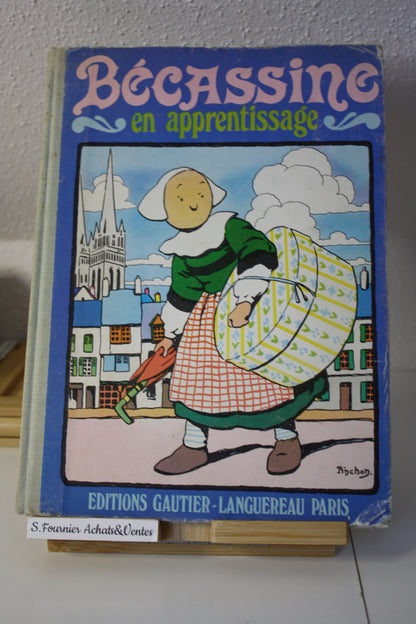 BÉCASSINE
en apprentissage
Pinchon.
EDITIONS GAUTIER-LANGUEREAU PARIS
S.Fournier Achats&Ventes